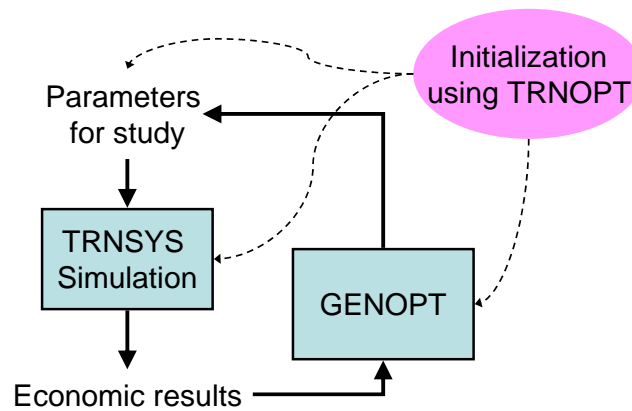 Initialization
using TRNOPT
Parameters
for study
TRNSYS
Simulation
GENOPT
Economic results